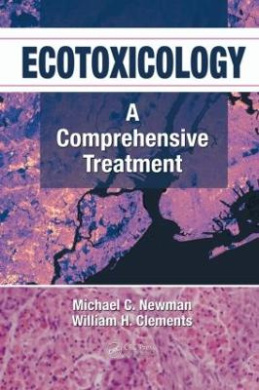 ECOTOXICOLOGY
A
Comprehensive
Treatment
Michael C. Newman
William H. Clements